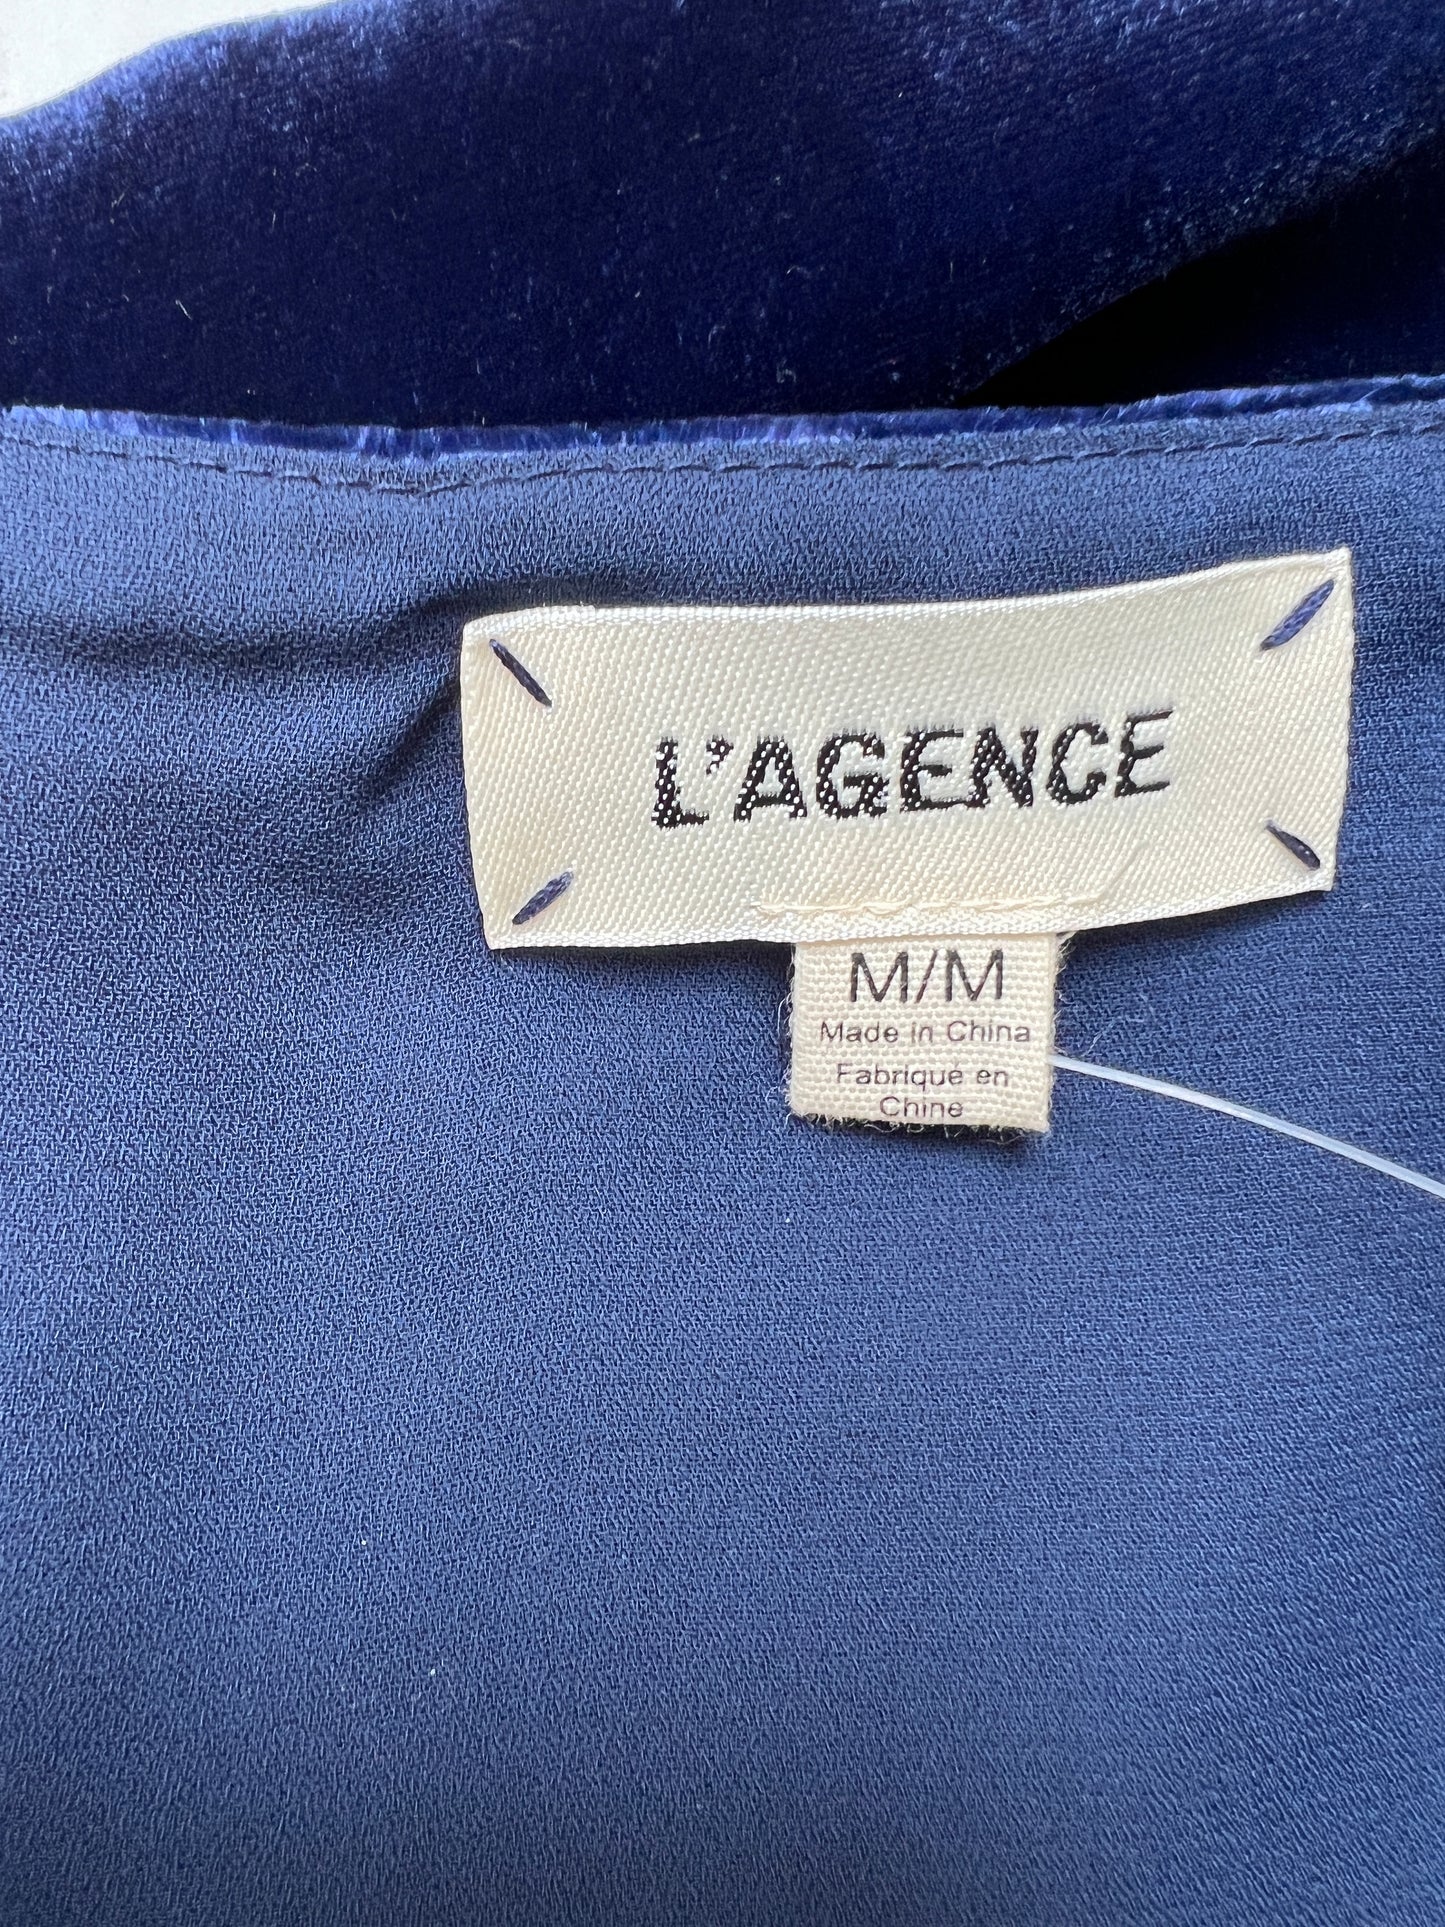 L'AGENCE
M/M
Made in China
Fabriqué en
Chine